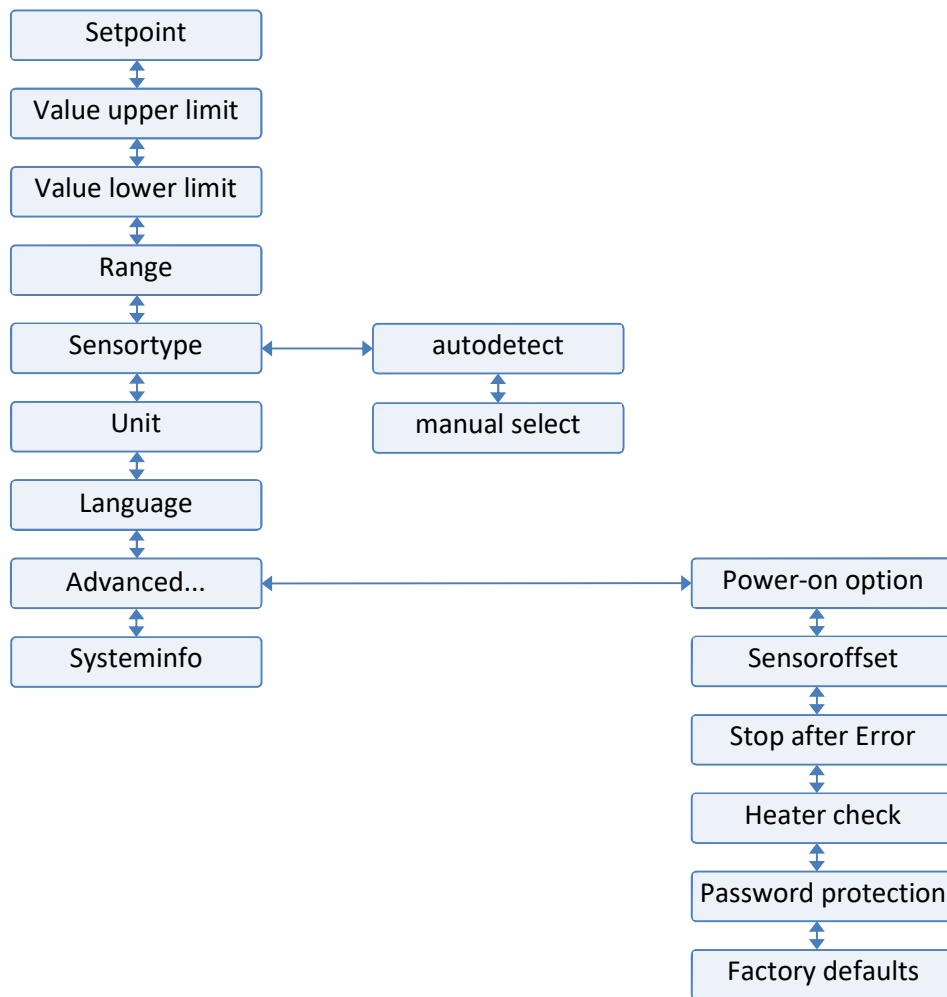 Setpoint
Value upper limit
Value lower limit
Range
Sensortype
autodetect
Unit
manual select
Language
Advanced...
Power-on option
Systeminfo
Sensoroffset
Stop after Error
Heater check
Password protection
Factory defaults